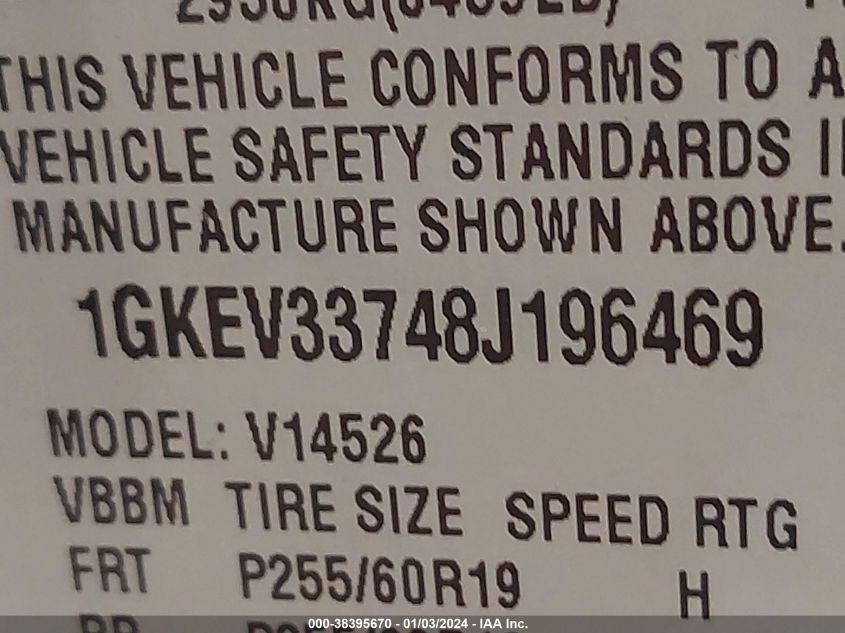 THIS VEHICLE CONFORMS TO A
VEHICLE SAFETY STANDARDS I
MANUFACTURE SHOWN ABOVE.
1GKEV33748J196469
MODEL: V14526
VBBM TIRE SIZE SPEED RTG
FRT P255/60R19 H
000-38395670 - 01/03/2024 - IAA Inc.